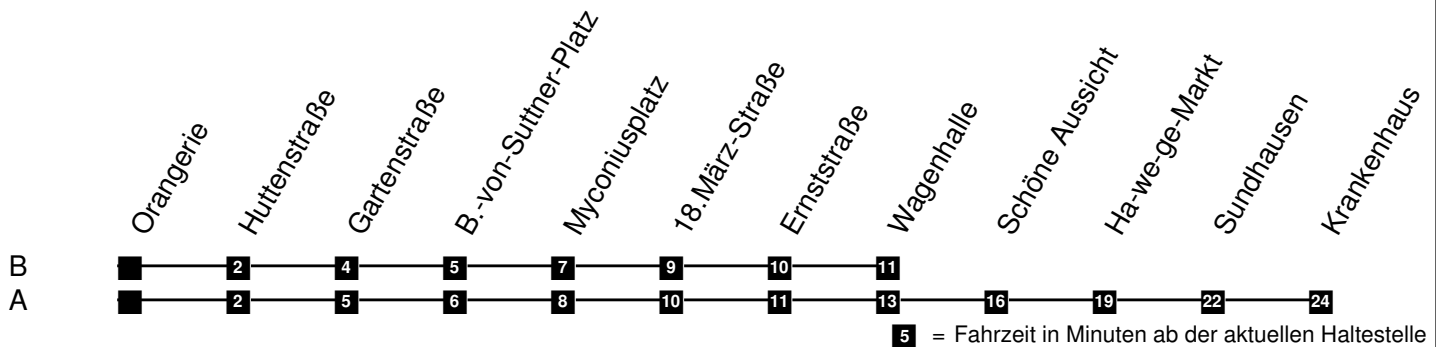 Orangerie
Huttenstraße
Gartenstraße
B.-von-Suttner-Platz
Myconiusplatz
18.März-Straße
Ernststraße
Wagenhalle
Schöne Aussicht
Ha-we-ge-Markt
Sundhausen
Krankenhaus
B 2 4 5 7 9 10 11
A 2 5 6 8 10 11 13 16 19 22 24
5 = Fahrzeit in Minuten ab der aktuellen Haltestelle